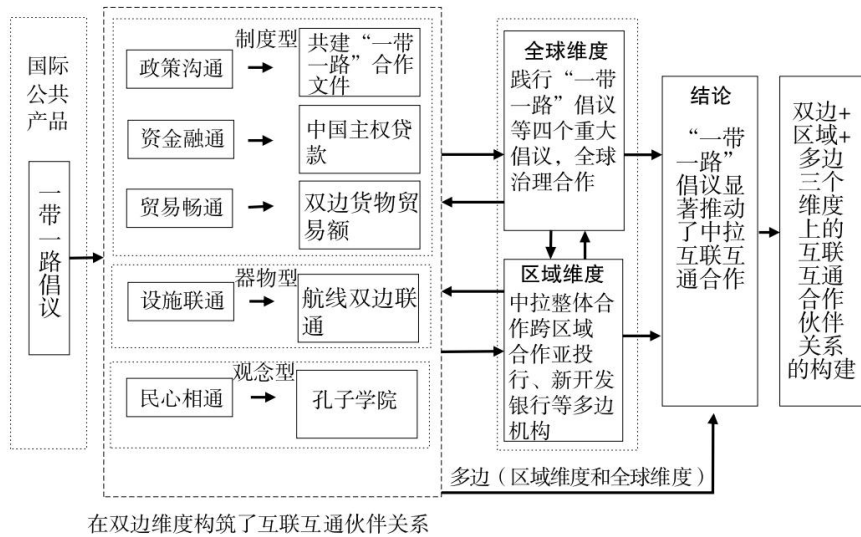 国际
公共
产品
一带一路倡议
制度型
政策沟通
共建“一带
一路”合作
文件
资金融通
中国主权贷
款
贸易畅通
双边货物贸
易额
器物型
设施联通
航线双边联
通
观念型
民心相通
孔子学院
在双边维度构筑了互联互通伙伴关系
全球维度
践行“一带
一路”倡议
等四个重大
倡议，全球
治理合作
区域维度
中拉整体合
作跨区域
合作亚投
行、新开发
银行等多边
机构
多边（区域维度和全球维度）
结论
“一带
一路”
倡议显
著推动
了中拉
互联互
通合作
双边+
区域+
多边
三个
维度
上的
互联
互通
合作
伙伴
关系
的构建